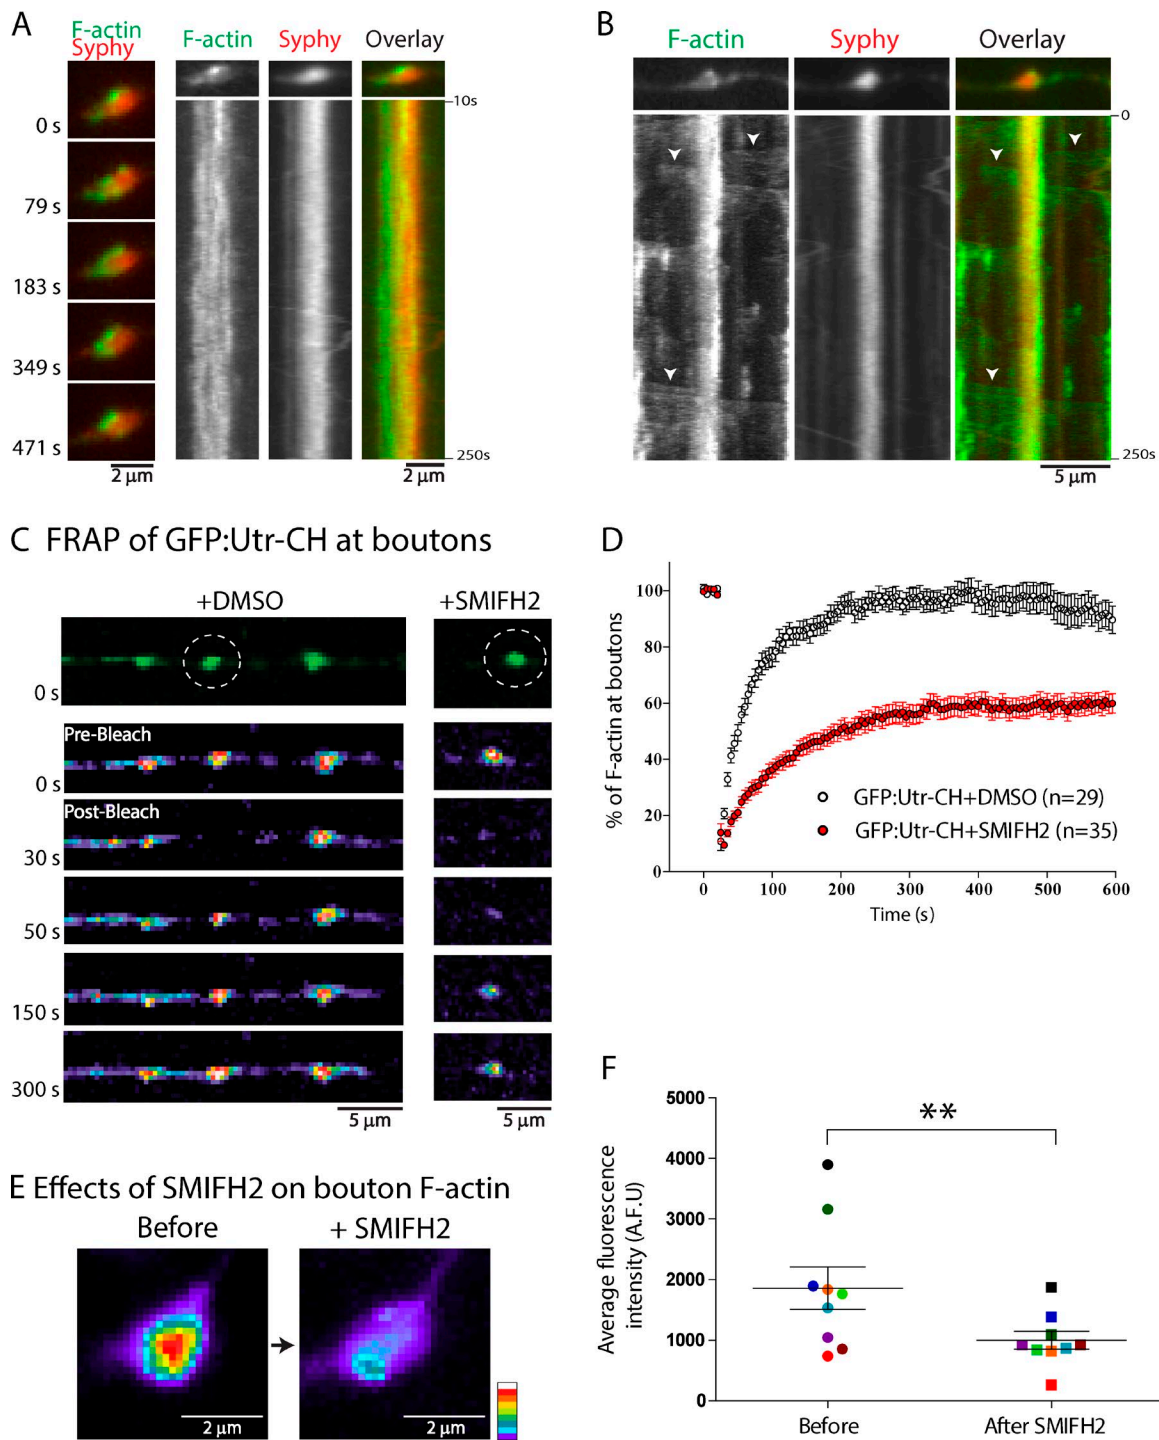 A
F-actin
Syphy
F-actin
Syphy
Overlay
0 s
79 s
183 s
349 s
471 s
10s
250s
2 µm
2 µm
B
F-actin
Syphy
Overlay
0
250s
5 µm
C FRAP of GFP:Utr-CH at boutons
+DMSO
+SMIFH2
0 s
Pre-Bleach
0 s
Post-Bleach
30 s
50 s
150 s
300 s
5 µm
5 µm
D
% of F-actin at boutons
100
80
60
40
20
0
GFP:Utr-CH+DMSO (n=29)
GFP:Utr-CH+SMIFH2 (n=35)
0 100 200 300 400 500 600
Time (s)
E Effects of SMIFH2 on bouton F-actin
Before
+ SMIFH2
2 µm
2 µm
F
Average fluorescence
intensity (A.F.U)
5000
4000
3000
2000
1000
0
**
Before
After SMIFH2